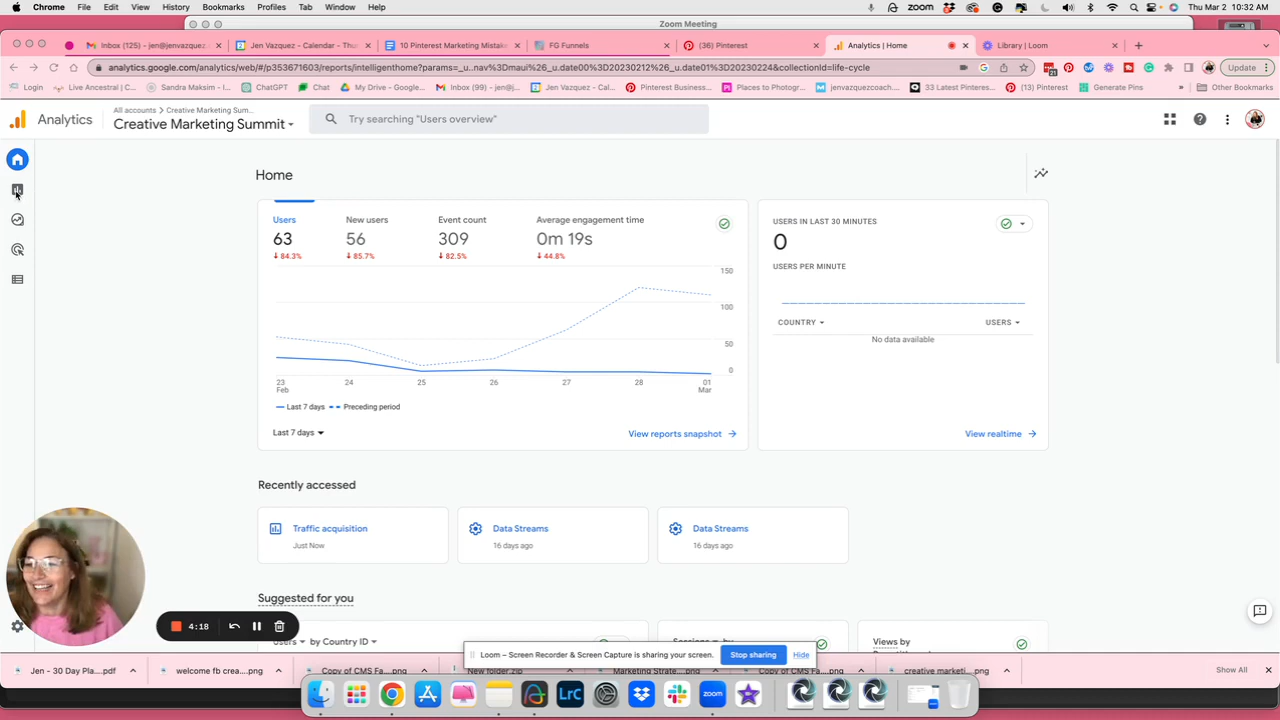 Chrome File Edit View History Bookmarks Profiles Tab Window Help zoom Thu Mar 2 10:32 AM
Zoom Meeting
Inbox (125) - jen@jenvazquez.c Jen Vazquez - Calendar - Thu 10 Pinterest Marketing Mistak FG Funnels (36) Pinterest Analytics | Home Library | Loom
analytics.google.com/analytics/web/#/p353671603/reports/intelligenthome?params=_u..nav%3Dmaui%26_u.date00%3D20230212%26_u.date01%3D20230224&collectionId=life-cycle Update
Login Live Ancestral (... Sandra Maksim - I... ChatGPT Chat My Drive - Google... Inbox (99) - jen@j... Jen Vazquez - Cal... Pinterest Business... Places to Photogr... jenvazquezcoach.... 33 Latest Pinteres... (13) Pinterest Generate Pins » Other Bookmarks
Analytics
All accounts > Creative Marketing Sum...
Creative Marketing Summit
Try searching "Users overview"
Home
Users
63
84.3%
New users
56
85.7%
Event count
309
82.5%
Average engagement time
0m 19s
44.8%
150
100
50
0
23 24 25 26 27 28 01
Feb Mar
Last 7 days Preceding period
Last 7 days
View reports snapshot
USERS IN LAST 30 MINUTES
0
USERS PER MINUTE
COUNTRY USERS
No data available
View realtime
Recently accessed
Traffic acquisition
Just Now
Data Streams
16 days ago
Data Streams
16 days ago
Suggested for you
4:18
Users by Country ID
Sessions by
Views by
Loom – Screen Recorder & Screen Capture is sharing your screen. Stop sharing Hide
90 Day Pla....pdf welcome fb crea....png Copy of CMS Fa....png New folder.zip Marketing Strate....png Copy of CMS Fa....png creative marketi....png Show All
Lrc zoom